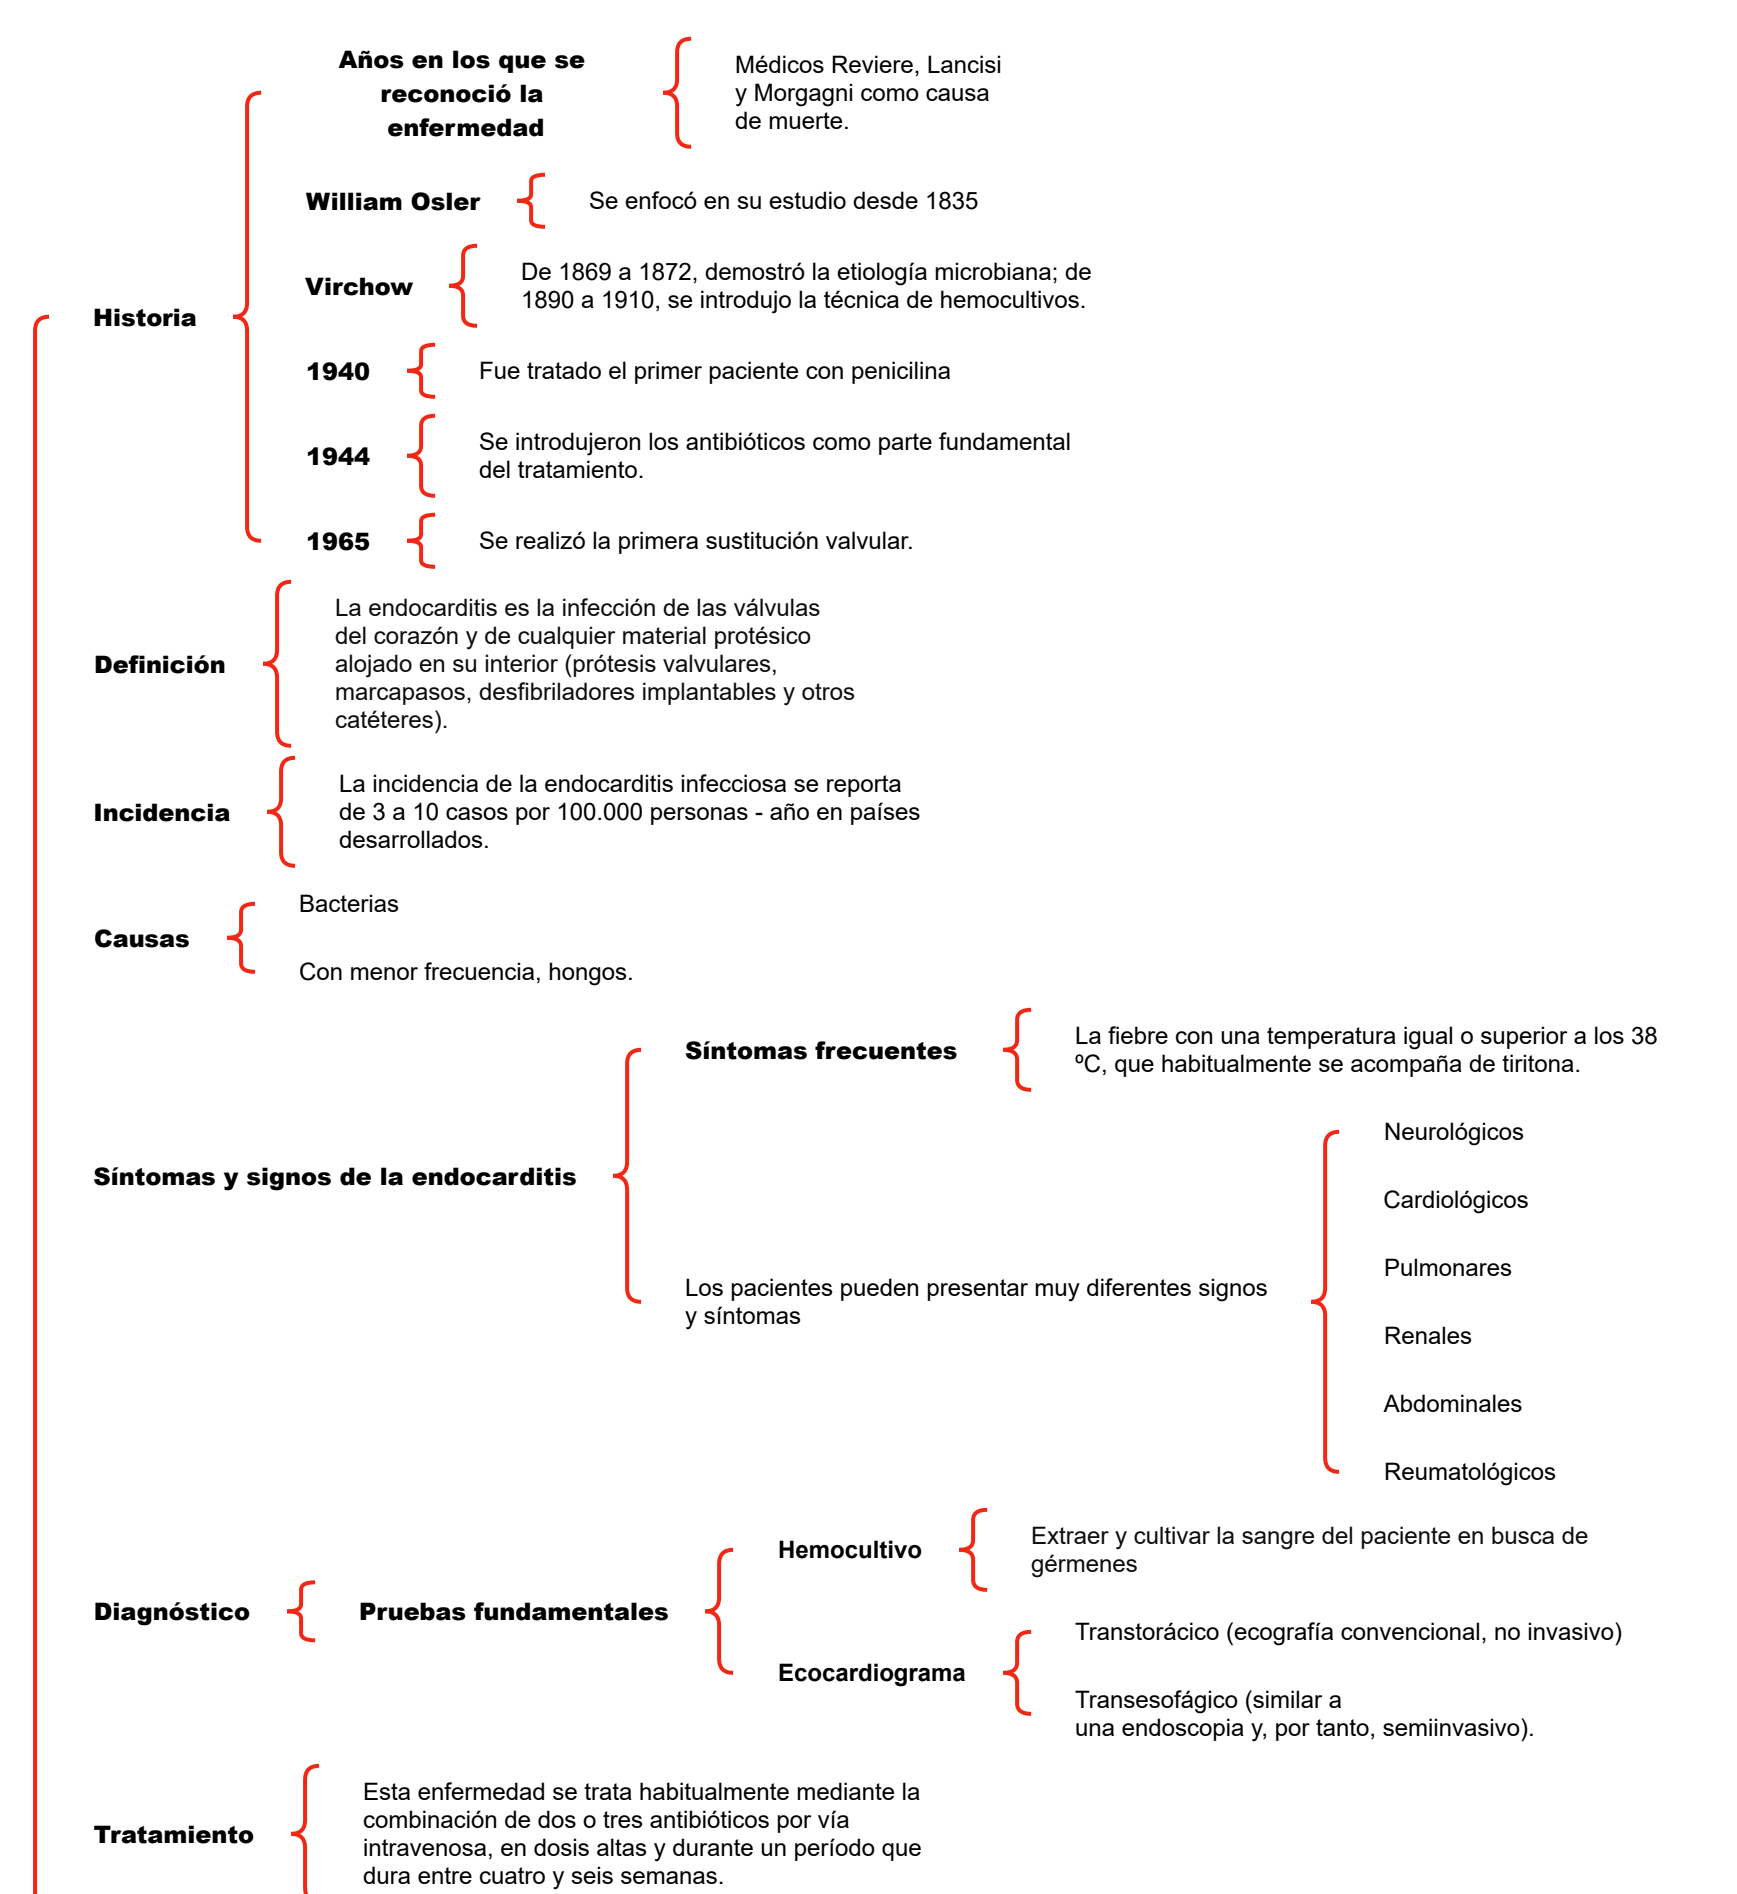 Años en los que se
reconoció la
enfermedad
Médicos Reviere, Lancisi
y Morgagni como causa
de muerte.
William Osler
Se enfocó en su estudio desde 1835
Virchow
De 1869 a 1872, demostró la etiología microbiana; de
1890 a 1910, se introdujo la técnica de hemocultivos.
Historia
1940
Fue tratado el primer paciente con penicilina
1944
Se introdujeron los antibióticos como parte fundamental
del tratamiento.
1965
Se realizó la primera sustitución valvular.
Definición
La endocarditis es la infección de las válvulas
del corazón y de cualquier material protésico
alojado en su interior (prótesis valvulares,
marcapasos, desfibriladores implantables y otros
catéteres).
Incidencia
La incidencia de la endocarditis infecciosa se reporta
de 3 a 10 casos por 100.000 personas - año en países
desarrollados.
Causas
Bacterias
Con menor frecuencia, hongos.
Síntomas y signos de la endocarditis
Síntomas frecuentes
La fiebre con una temperatura igual o superior a los 38
ºC, que habitualmente se acompaña de tiritona.
Los pacientes pueden presentar muy diferentes signos
y síntomas
Neurológicos
Cardiológicos
Pulmonares
Renales
Abdominales
Reumatológicos
Diagnóstico
Pruebas fundamentales
Hemocultivo
Extraer y cultivar la sangre del paciente en busca de
gérmenes
Ecocardiograma
Transtorácico (ecografía convencional, no invasivo)
Transesofágico (similar a
una endoscopia y, por tanto, semiinvasivo).
Tratamiento
Esta enfermedad se trata habitualmente mediante la
combinación de dos o tres antibióticos por vía
intravenosa, en dosis altas y durante un período que
dura entre cuatro y seis semanas.